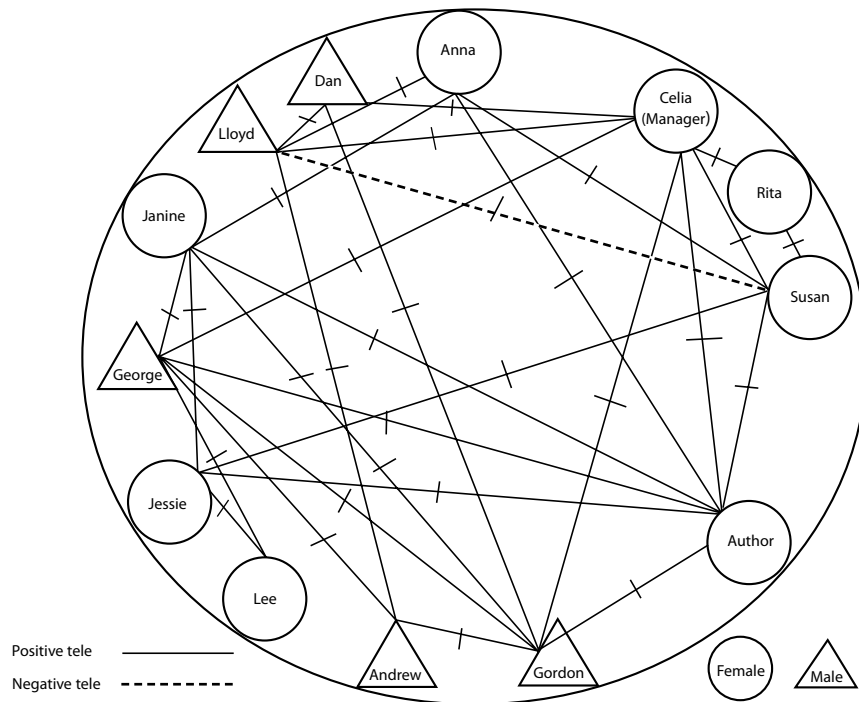 Anna
Dan
Celia
(Manager)
Lloyd
Rita
Janine
Susan
George
Jessie
Author
Lee
Positive tele
Andrew
Gordon
Female
Male
Negative tele